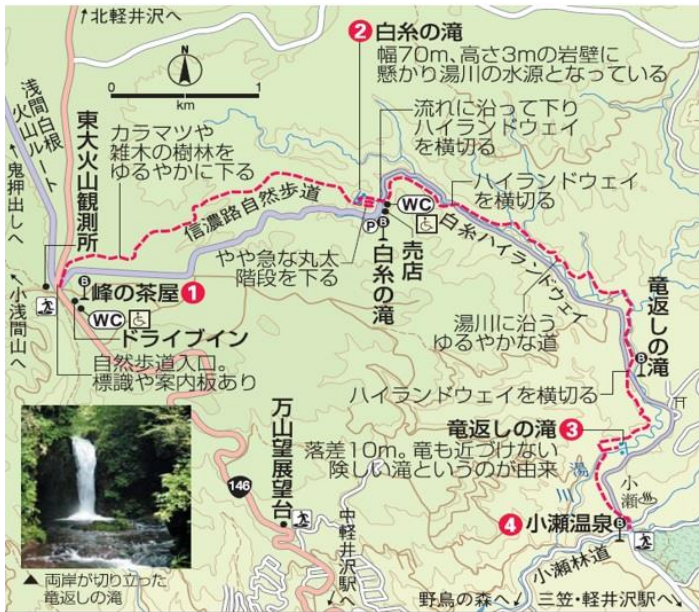 ↑北軽井沢へ
N
0
1
km
浅間白根
火山ルート
↑鬼押出しへ
東大火山観測所
↑小浅間山へ
カラマツや
雑木の樹林を
ゆるやかに下る
信濃路自然歩道
2 白糸の滝
幅70m、高さ3mの岩壁に
懸かり湯川の水源となっている
流れに沿って下り
ハイランドウェイ
を横切る
ハイランドウェイ
を横切る
やや急な丸太
階段を下る
WC
P
B
売店
白糸の滝
白糸ハイランドウェイ
B
峰の茶屋 1
WC
ドライブイン
自然歩道入口。
標識や案内板あり
湯川に沿う
ゆるやかな道
竜返しの滝
B
ハイランドウェイを横切る
竜返しの滝 3
落差10m。竜も近づけない
険しい滝というのが由来
万山望展望台
146
湯川
小瀬
4 小瀬温泉
B
小瀬林道
中軽井沢駅へ
野鳥の森へ
三笠・軽井沢駅へ
▲ 両岸が切り立った
竜返しの滝